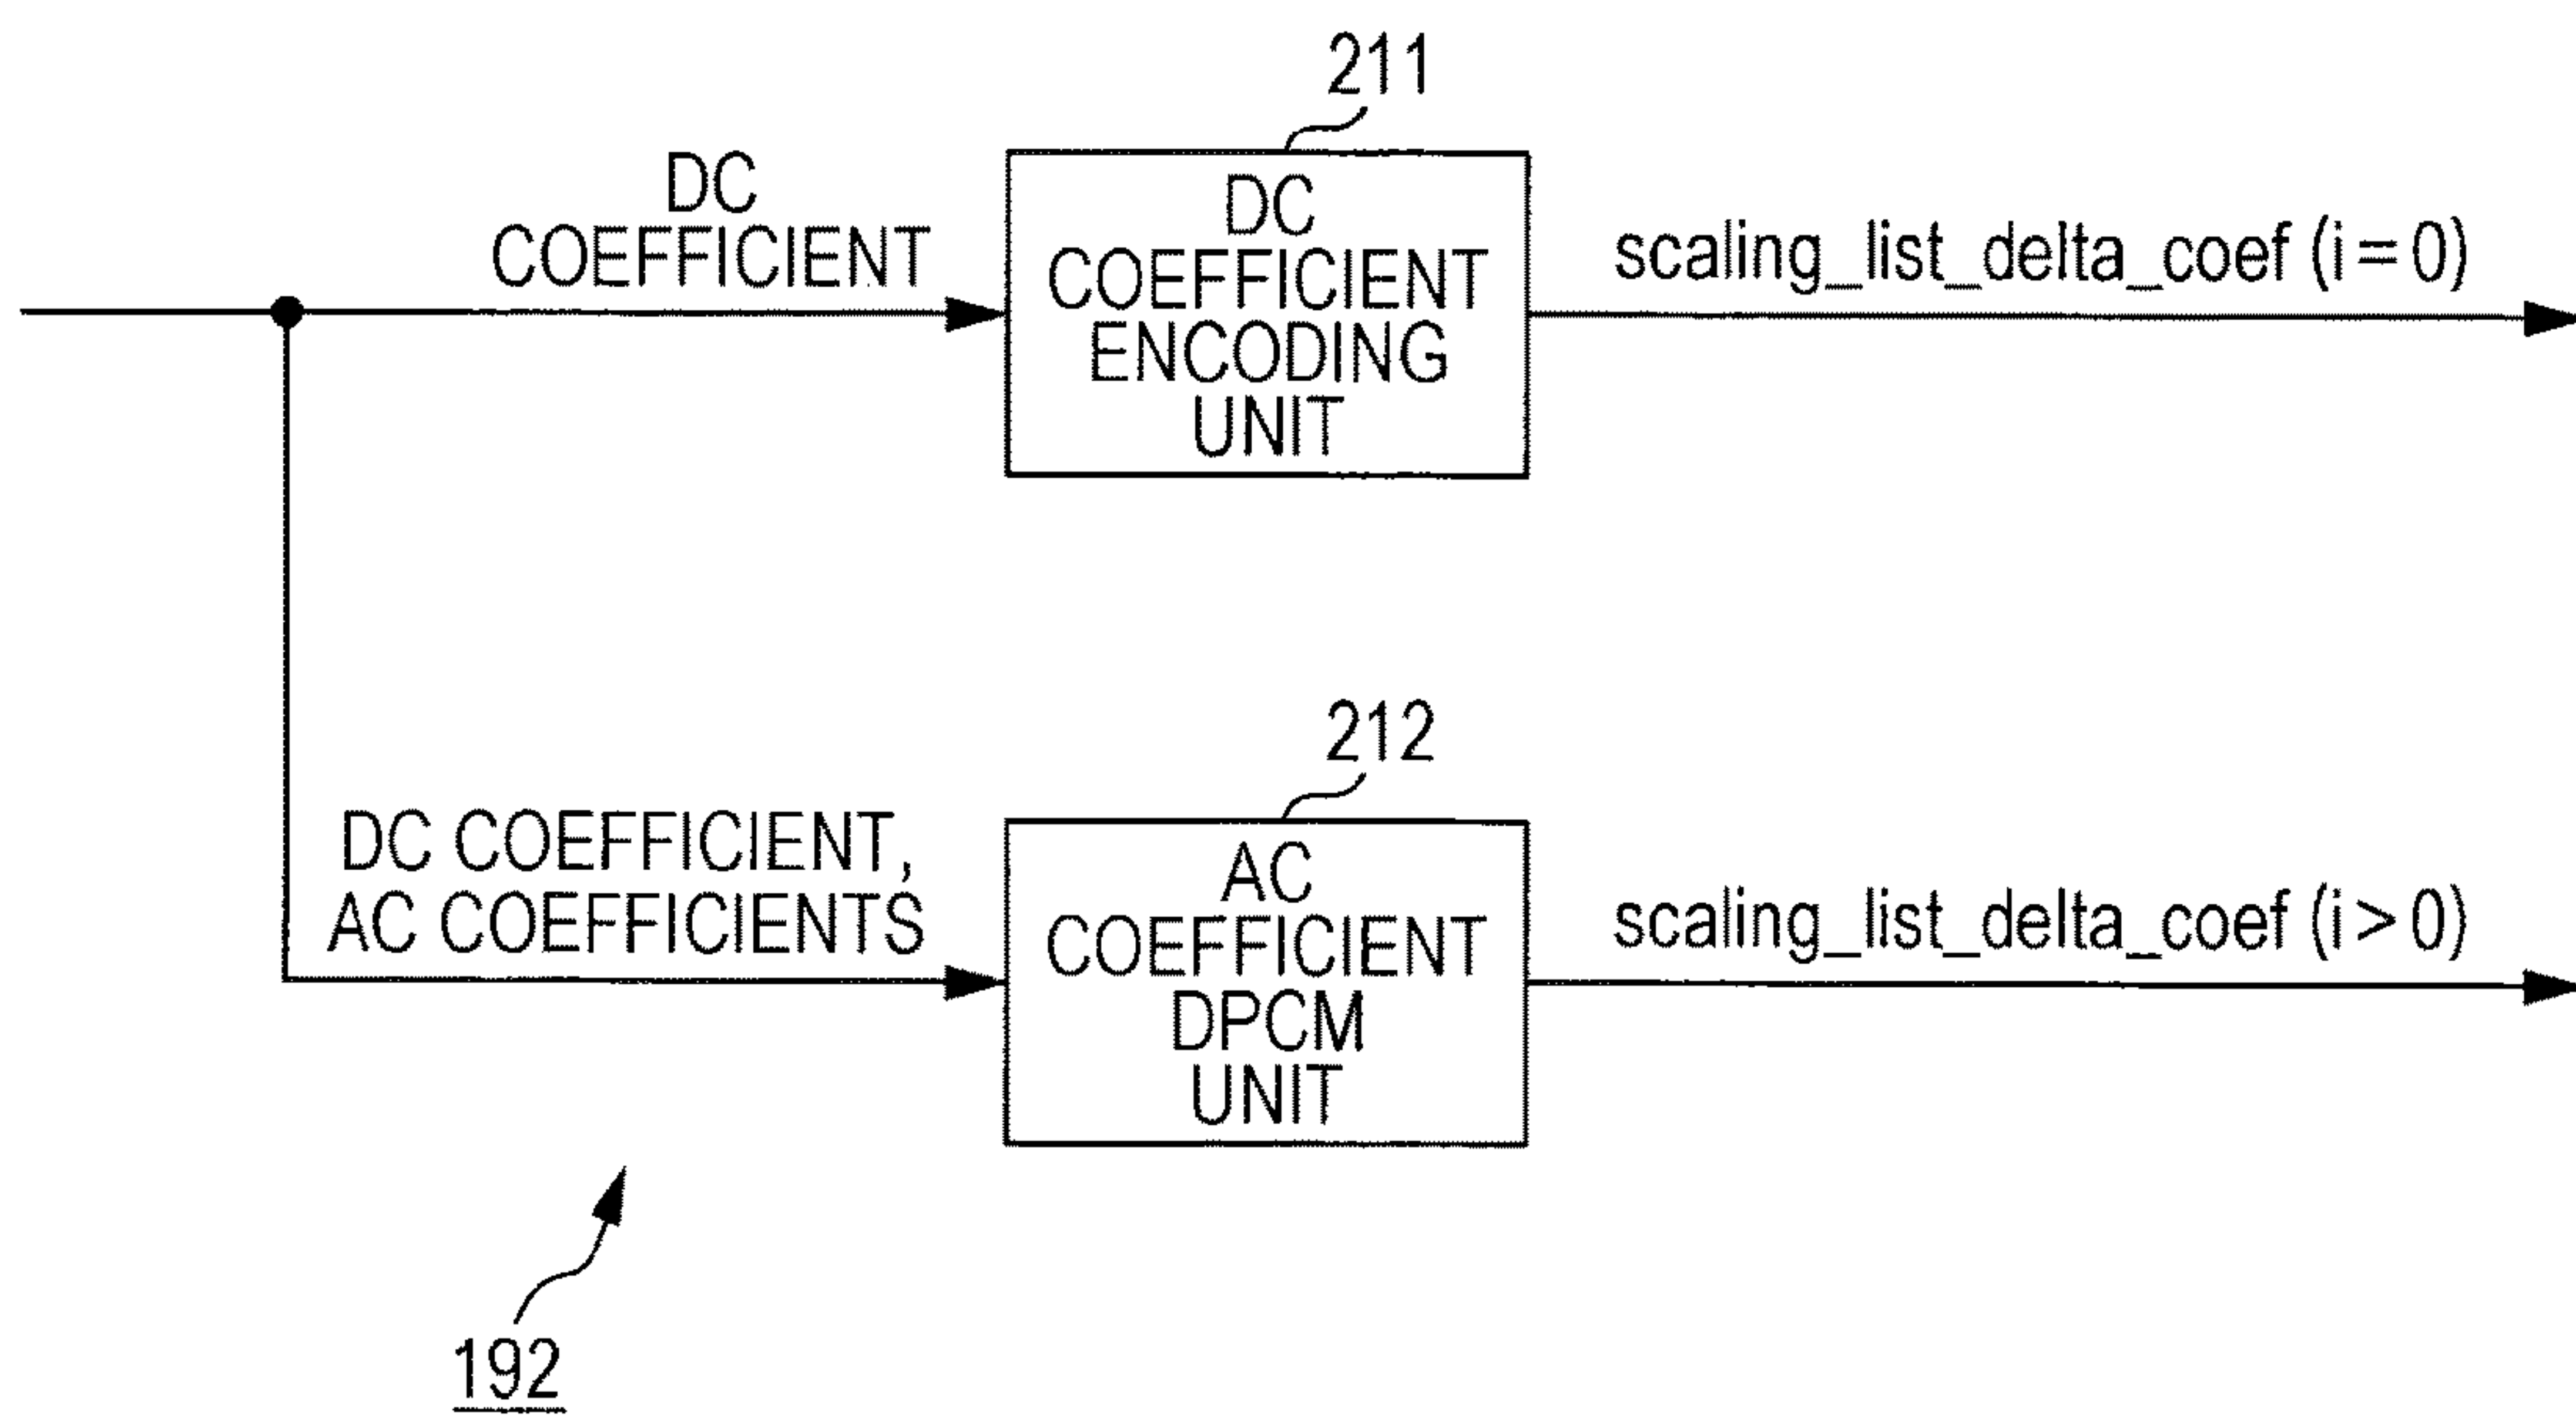 211
DC
COEFFICIENT
DC
COEFFICIENT
ENCODING
UNIT
scaling_list_delta_coef (i = 0)
212
DC COEFFICIENT,
AC COEFFICIENTS
AC
COEFFICIENT
DPCM
UNIT
scaling_list_delta_coef (i > 0)
192